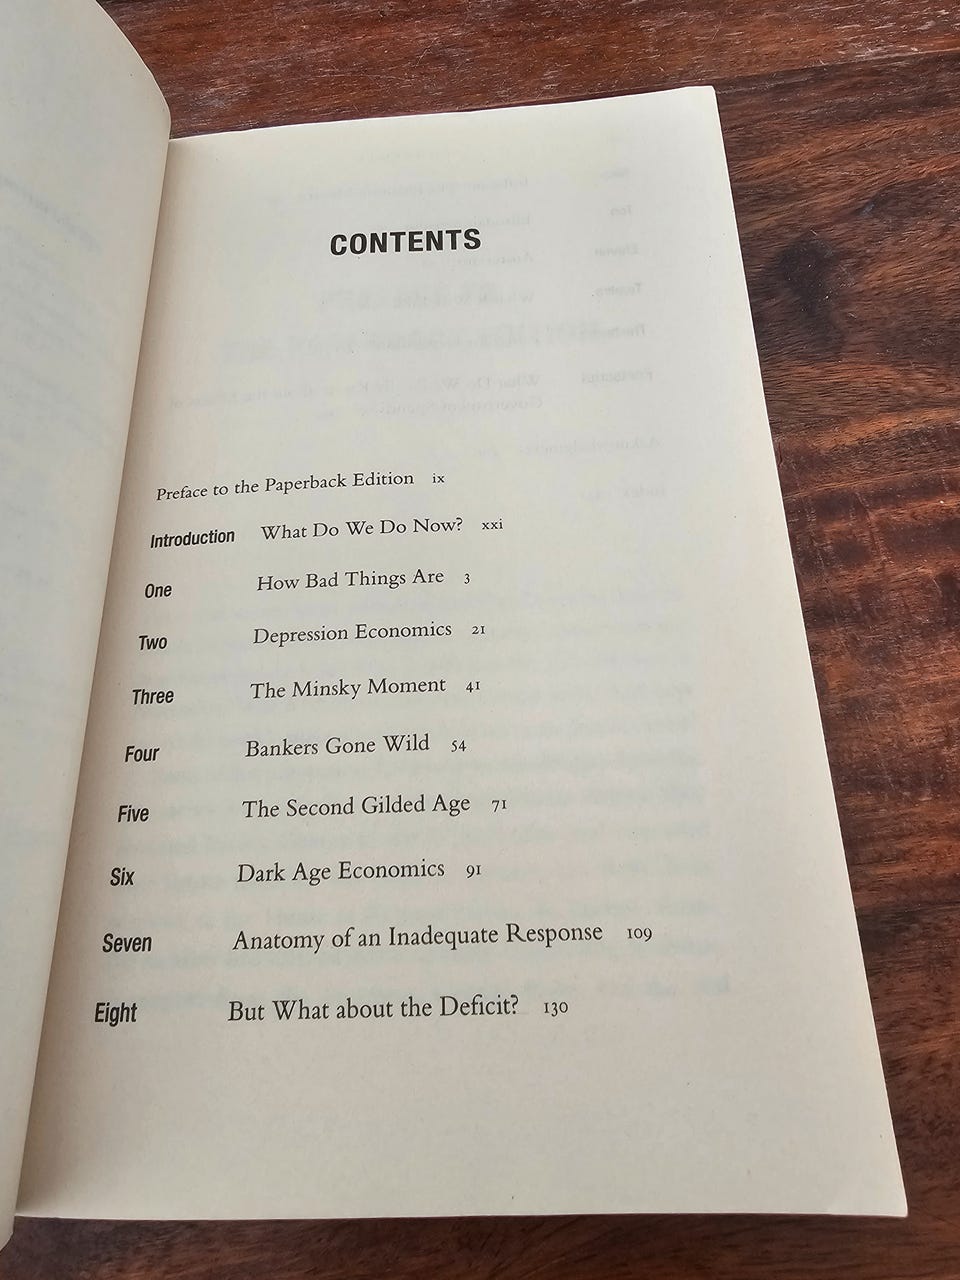 CONTENTS
Preface to the Paperback Edition ix
Introduction What Do We Do Now? xxi
One How Bad Things Are 3
Two Depression Economics 21
Three The Minsky Moment 41
Four Bankers Gone Wild 54
Five The Second Gilded Age 71
Six Dark Age Economics 91
Seven Anatomy of an Inadequate Response 109
Eight But What about the Deficit? 130